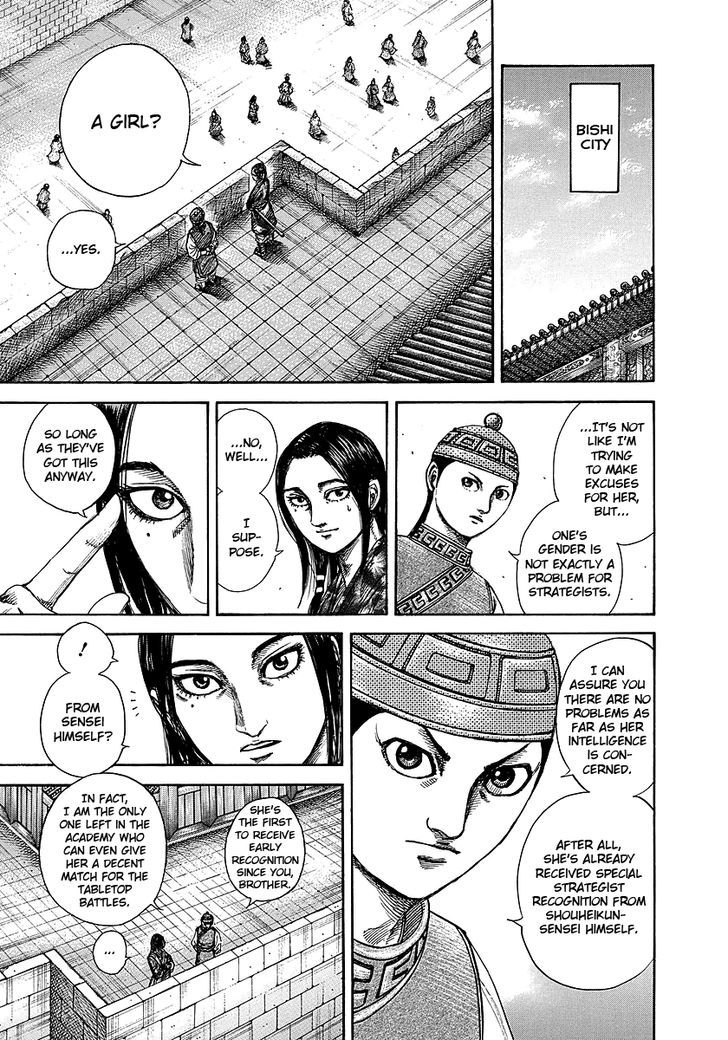 BISHI
CITY
A GIRL?
...YES.
...IT'S NOT
LIKE I'M
TRYING
TO MAKE
EXCUSES
FOR HER,
BUT...
ONE'S
GENDER IS
NOT EXACTLY A
PROBLEM FOR
STRATEGISTS.
...NO,
WELL...
I
SUP-
POSE.
SO LONG
AS THEY'VE
GOT THIS
ANYWAY.
I CAN
ASSURE YOU
THERE ARE NO
PROBLEMS AS
FAR AS HER
INTELLIGENCE
IS CON-
CERNED.
AFTER ALL,
SHE'S ALREADY
RECEIVED SPECIAL
STRATEGIST
RECOGNITION FROM
SHOUHEIKUN-
SENSEI HIMSELF.
!
FROM
SENSEI
HIMSELF?
SHE'S
THE FIRST
TO RECEIVE
EARLY
RECOGNITION
SINCE YOU,
BROTHER.
IN FACT,
I AM THE ONLY
ONE LEFT IN THE
ACADEMY WHO
CAN EVEN GIVE
HER A DECENT
MATCH FOR THE
TABLETOP
BATTLES.
...